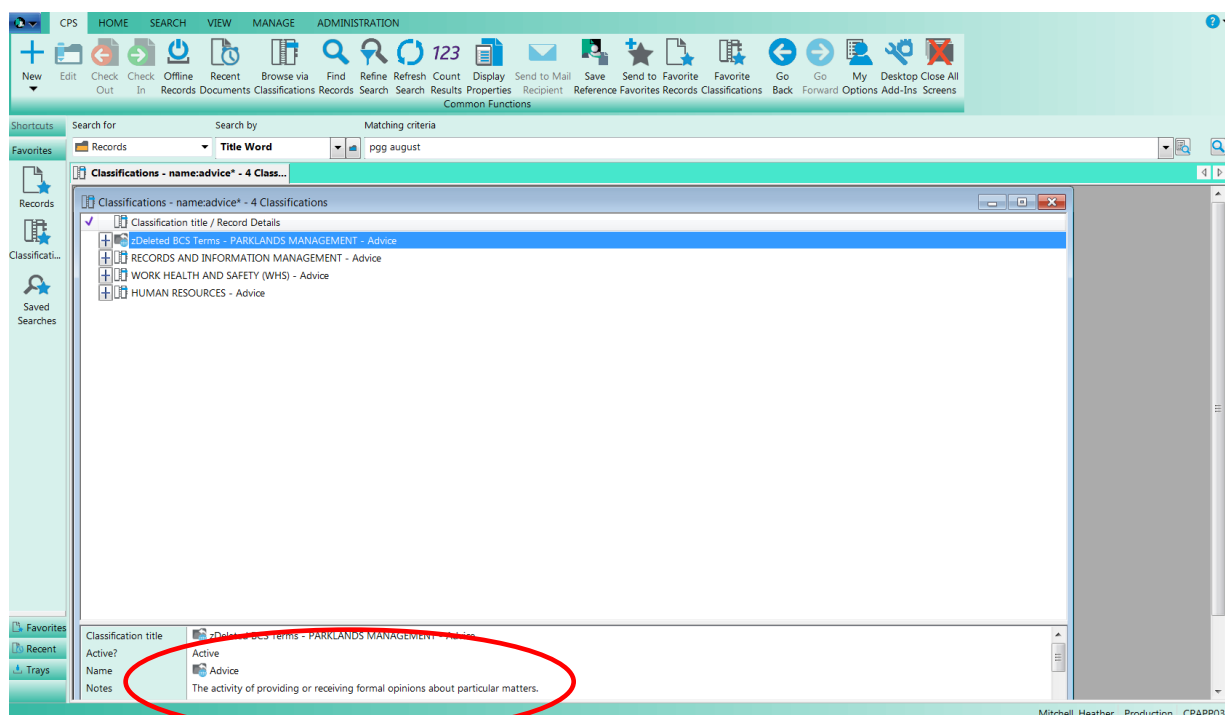 CPS HOME SEARCH VIEW MANAGE ADMINISTRATION
New Edit Check Out Check In Offline Records Recent Documents Browse via Classifications Find Records Refine Search Refresh Search 123 Count Results Display Properties Send to Mail Recipient Save Reference Send to Favorites Favorite Records Favorite Classifications Go Back Go Forward My Options Desktop Add-Ins Close All Screens
Common Functions
Shortcuts Search for Search by Matching criteria
Favorites Records Title Word pgg august
Classifications - name:advice* - 4 Class...
Records
Classificati...
Saved Searches
Classifications - name:advice* - 4 Classifications
Classification title / Record Details
zDeleted BCS Terms - PARKLANDS MANAGEMENT - Advice
RECORDS AND INFORMATION MANAGEMENT - Advice
WORK HEALTH AND SAFETY (WHS) - Advice
HUMAN RESOURCES - Advice
Favorites
Recent
Trays
Classification title zDeleted BCS Terms - PARKLANDS MANAGEMENT - Advice
Active? Active
Name Advice
Notes The activity of providing or receiving formal opinions about particular matters.
Mitchell Heather Production CPAPP03